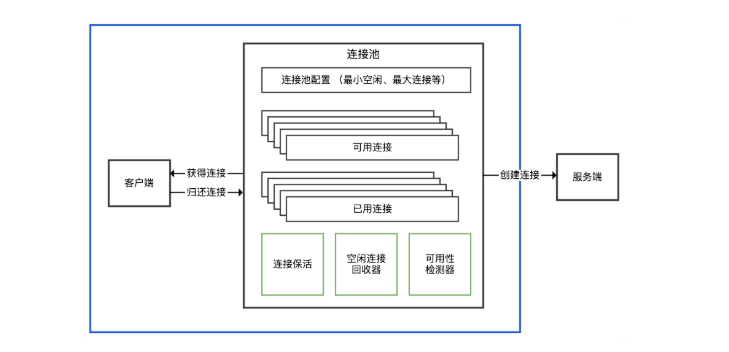 连接池
连接池配置 （最小空闲、最大连接等）
可用连接
客户端
获得连接
归还连接
创建连接
服务端
已用连接
连接保活
空闲连接
回收器
可用性
检测器